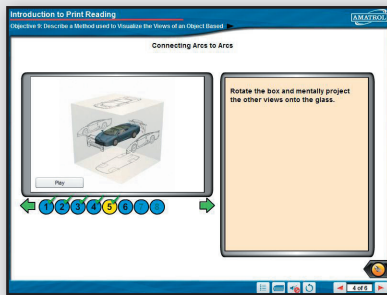 Introduction to Print Reading
Objective 9: Describe a Method used to Visualize the Views of an Object Based
AMATROL
Connecting Arcs to Arcs
Rotate the box and mentally project
the other views onto the glass.
Play
1 2 3 4 5 6 7 8
4 of 6